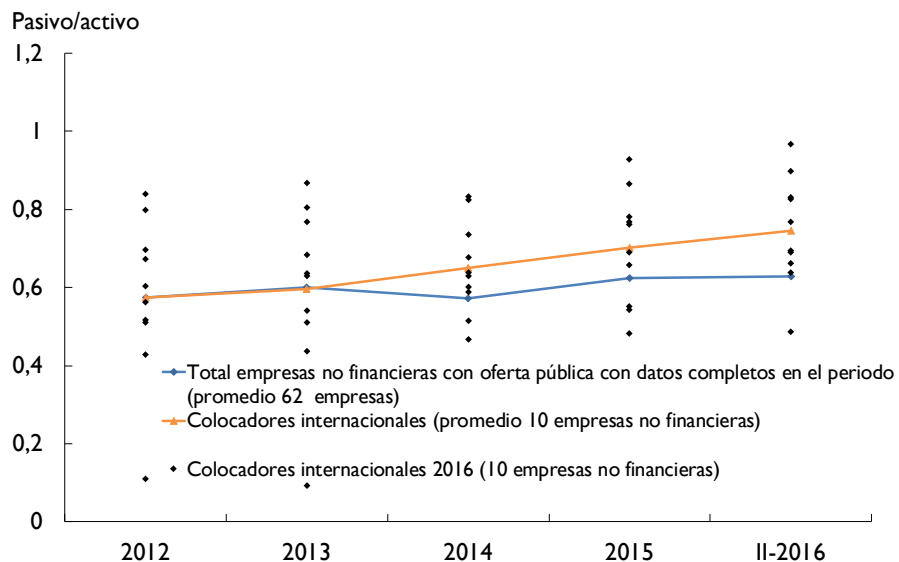 Pasivo/activo
1,2
1
0,8
0,6
0,4
0,2
0
Total empresas no financieras con oferta pública con datos completos en el periodo
(promedio 62 empresas)
Colocadores internacionales (promedio 10 empresas no financieras)
Colocadores internacionales 2016 (10 empresas no financieras)
2012 2013 2014 2015 II-2016